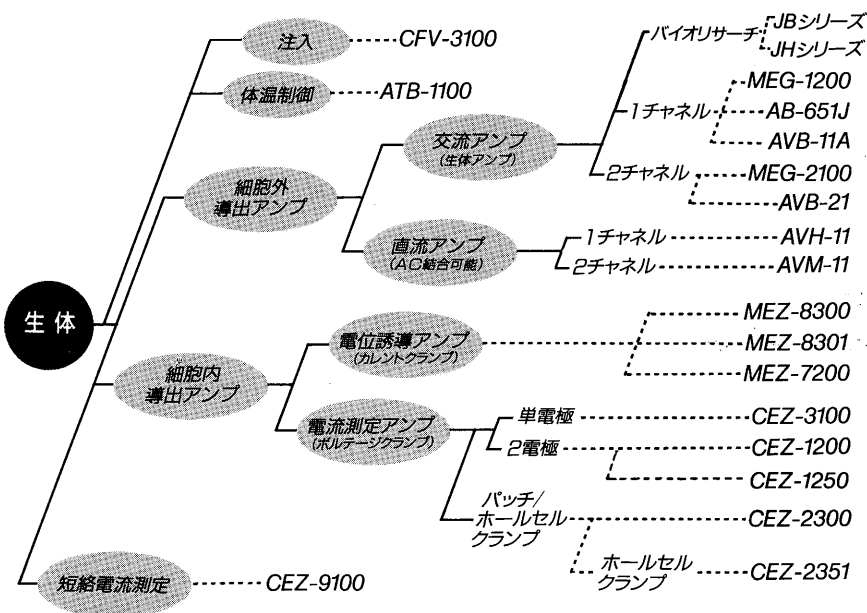 注入
CFV-3100
体温制御
ATB-1100
細胞外
導出アンプ
交流アンプ
(生体アンプ)
バイオリサーチ
JBシリーズ
JHシリーズ
1チャネル
MEG-1200
AB-651J
AVB-11A
2チャネル
MEG-2100
AVB-21
直流アンプ
(AC結合可能)
1チャネル
AVH-11
2チャネル
AVM-11
生体
細胞内
導出アンプ
電位誘導アンプ
(カレントクランプ)
MEZ-8300
MEZ-8301
MEZ-7200
電流測定アンプ
(ボルテージクランプ)
単電極
CEZ-3100
2電極
CEZ-1200
CEZ-1250
パッチ/
ホールセル
クランプ
CEZ-2300
ホールセル
クランプ
CEZ-2351
短絡電流測定
CEZ-9100